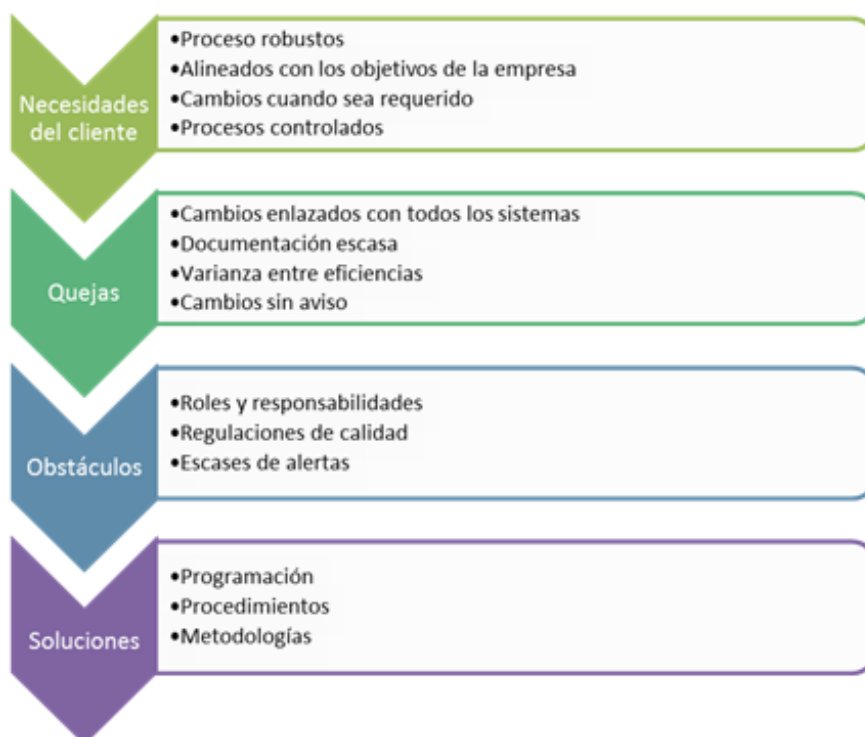 Necesidades
del cliente
•Proceso robustos
•Alineados con los objetivos de la empresa
•Cambios cuando sea requerido
•Procesos controlados
Quejas
•Cambios enlazados con todos los sistemas
•Documentación escasa
•Varianza entre eficiencias
•Cambios sin aviso
Obstáculos
•Roles y responsabilidades
•Regulaciones de calidad
•Escases de alertas
Soluciones
•Programación
•Procedimientos
•Metodologías